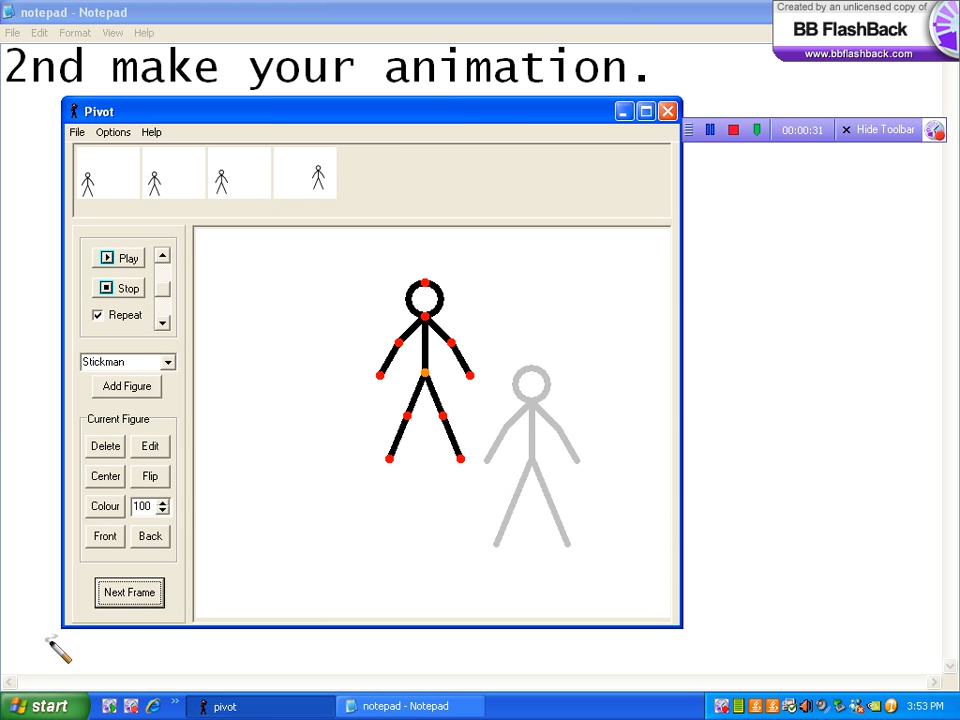 notepad - Notepad
Created by an unlicensed copy of
BB FlashBack
www.bbflashback.com
File Edit Format View Help
2nd make your animation.
Pivot
00:00:31
Hide Toolbar
File Options Help
Play
Stop
Repeat
Stickman
Add Figure
Current Figure
Delete Edit
Center Flip
Colour 100
Front Back
Next Frame
start
pivot
notepad - Notepad
3:53 PM